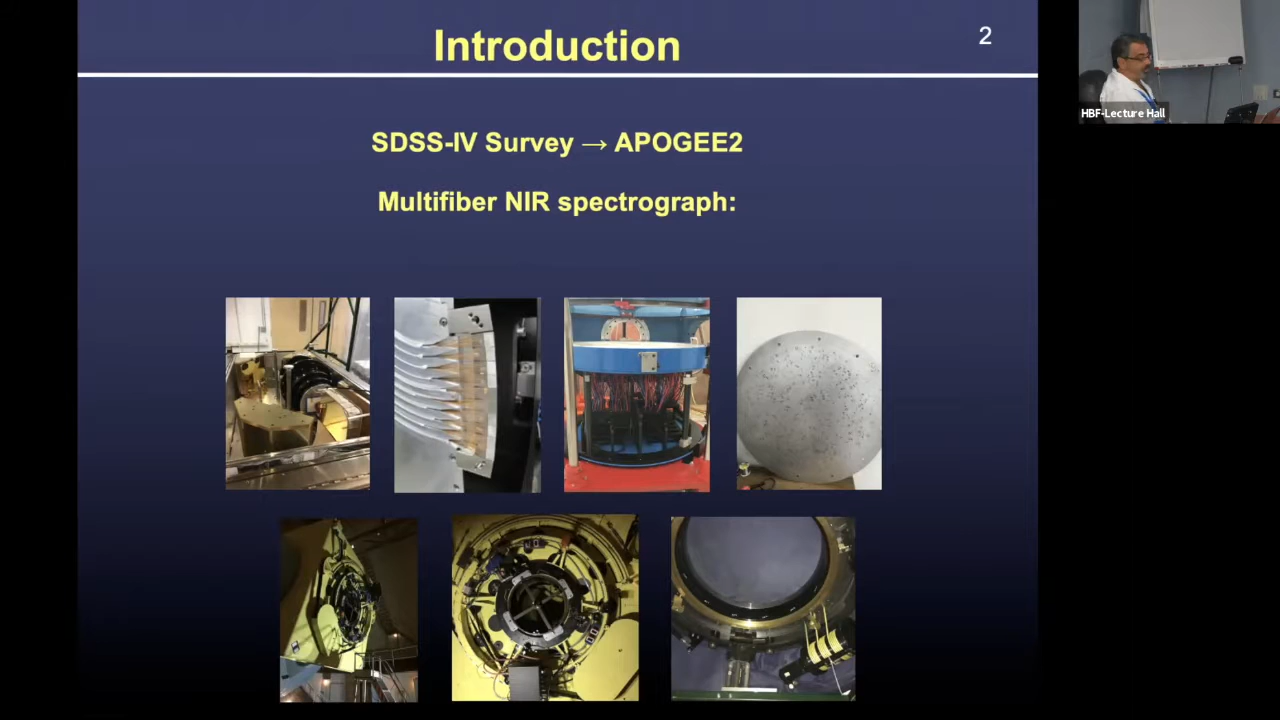 Introduction
2
SDSS-IV Survey → APOGEE2
Multifiber NIR spectrograph:
HBF-Lecture Hall